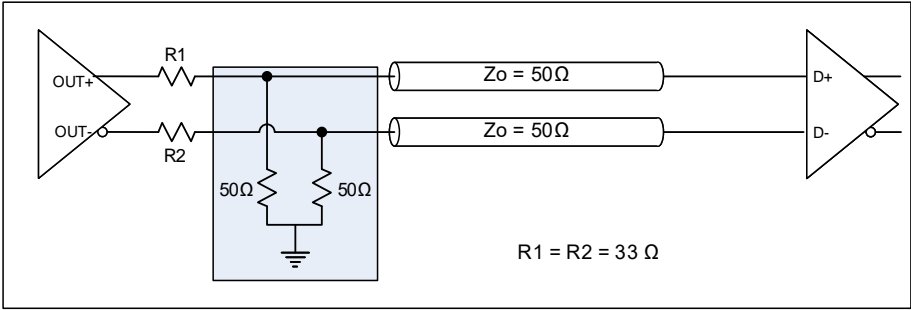 R1
OUT+
Zo = 50Ω
D+
OUT-
Zo = 50Ω
D-
R2
50Ω
50Ω
R1 = R2 = 33 Ω